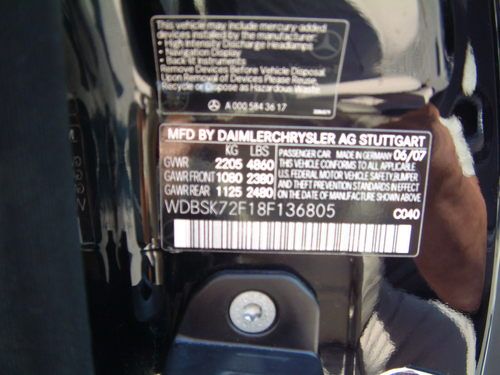 This vehicle may include mercury added
devices installed by the manufacturer:
• High Intensity Discharge Headlamps
• Navigation Display
• Back lit Instruments
Remove Devices Before Vehicle Disposal
Upon Removal of Devices Please Reuse,
Recycle or Dispose as Hazardous Waste
A 000 584 36 17
MFD BY DAIMLERCHRYSLER AG STUTTGART
KG LBS
GVWR 2205 4860
GAWR FRONT 1080 2380
GAWR REAR 1125 2480
PASSENGER CAR MADE IN GERMANY 06/07
THIS VEHICLE CONFORMS TO ALL APPLICABLE
U.S. FEDERAL MOTOR VEHICLE SAFETY, BUMPER,
AND THEFT PREVENTION STANDARDS IN EFFECT
ON THE DATE OF MANUFACTURE SHOWN ABOVE
WDBSK72F18F136805
C040